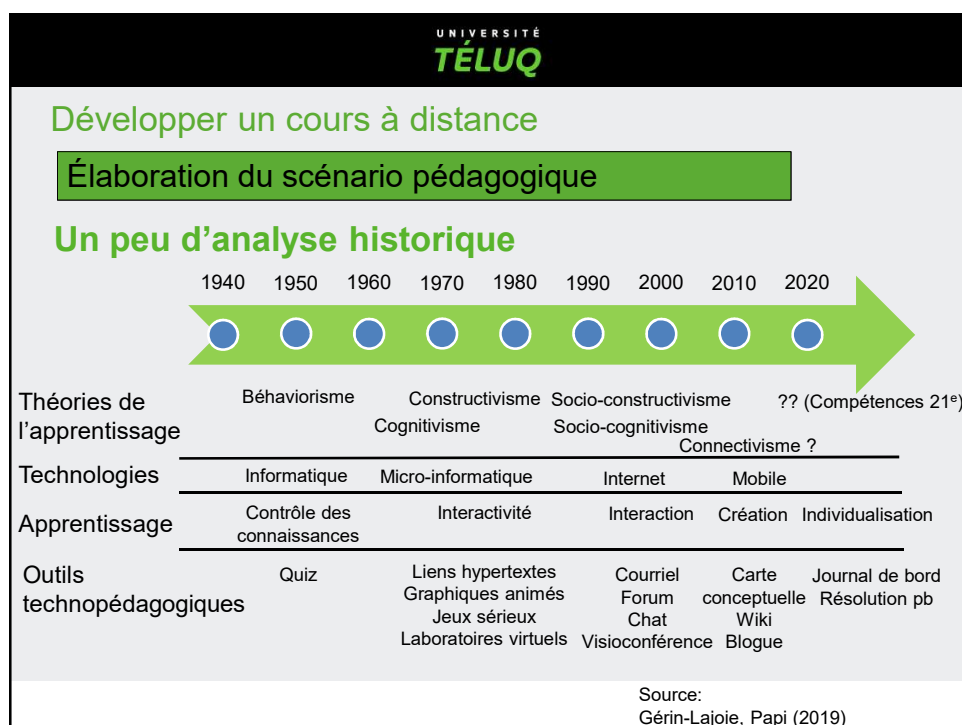 UNIVERSITÉ
TÉLUQ
Développer un cours à distance
Élaboration du scénario pédagogique
Un peu d'analyse historique
1940 1950 1960 1970 1980 1990 2000 2010 2020
Théories de
l'apprentissage
Béhaviorisme
Constructivisme
Cognitivisme
Socio-constructivisme
Socio-cognitivisme
Connectivisme ?
?? (Compétences 21e)
Technologies
Informatique
Micro-informatique
Internet
Mobile
Apprentissage
Contrôle des
connaissances
Interactivité
Interaction
Création
Individualisation
Outils
technopédagogiques
Quiz
Liens hypertextes
Graphiques animés
Jeux sérieux
Laboratoires virtuels
Courriel
Forum
Chat
Visioconférence
Carte
conceptuelle
Wiki
Blogue
Journal de bord
Résolution pb
Source:
Gérin-Lajoie, Papi (2019)